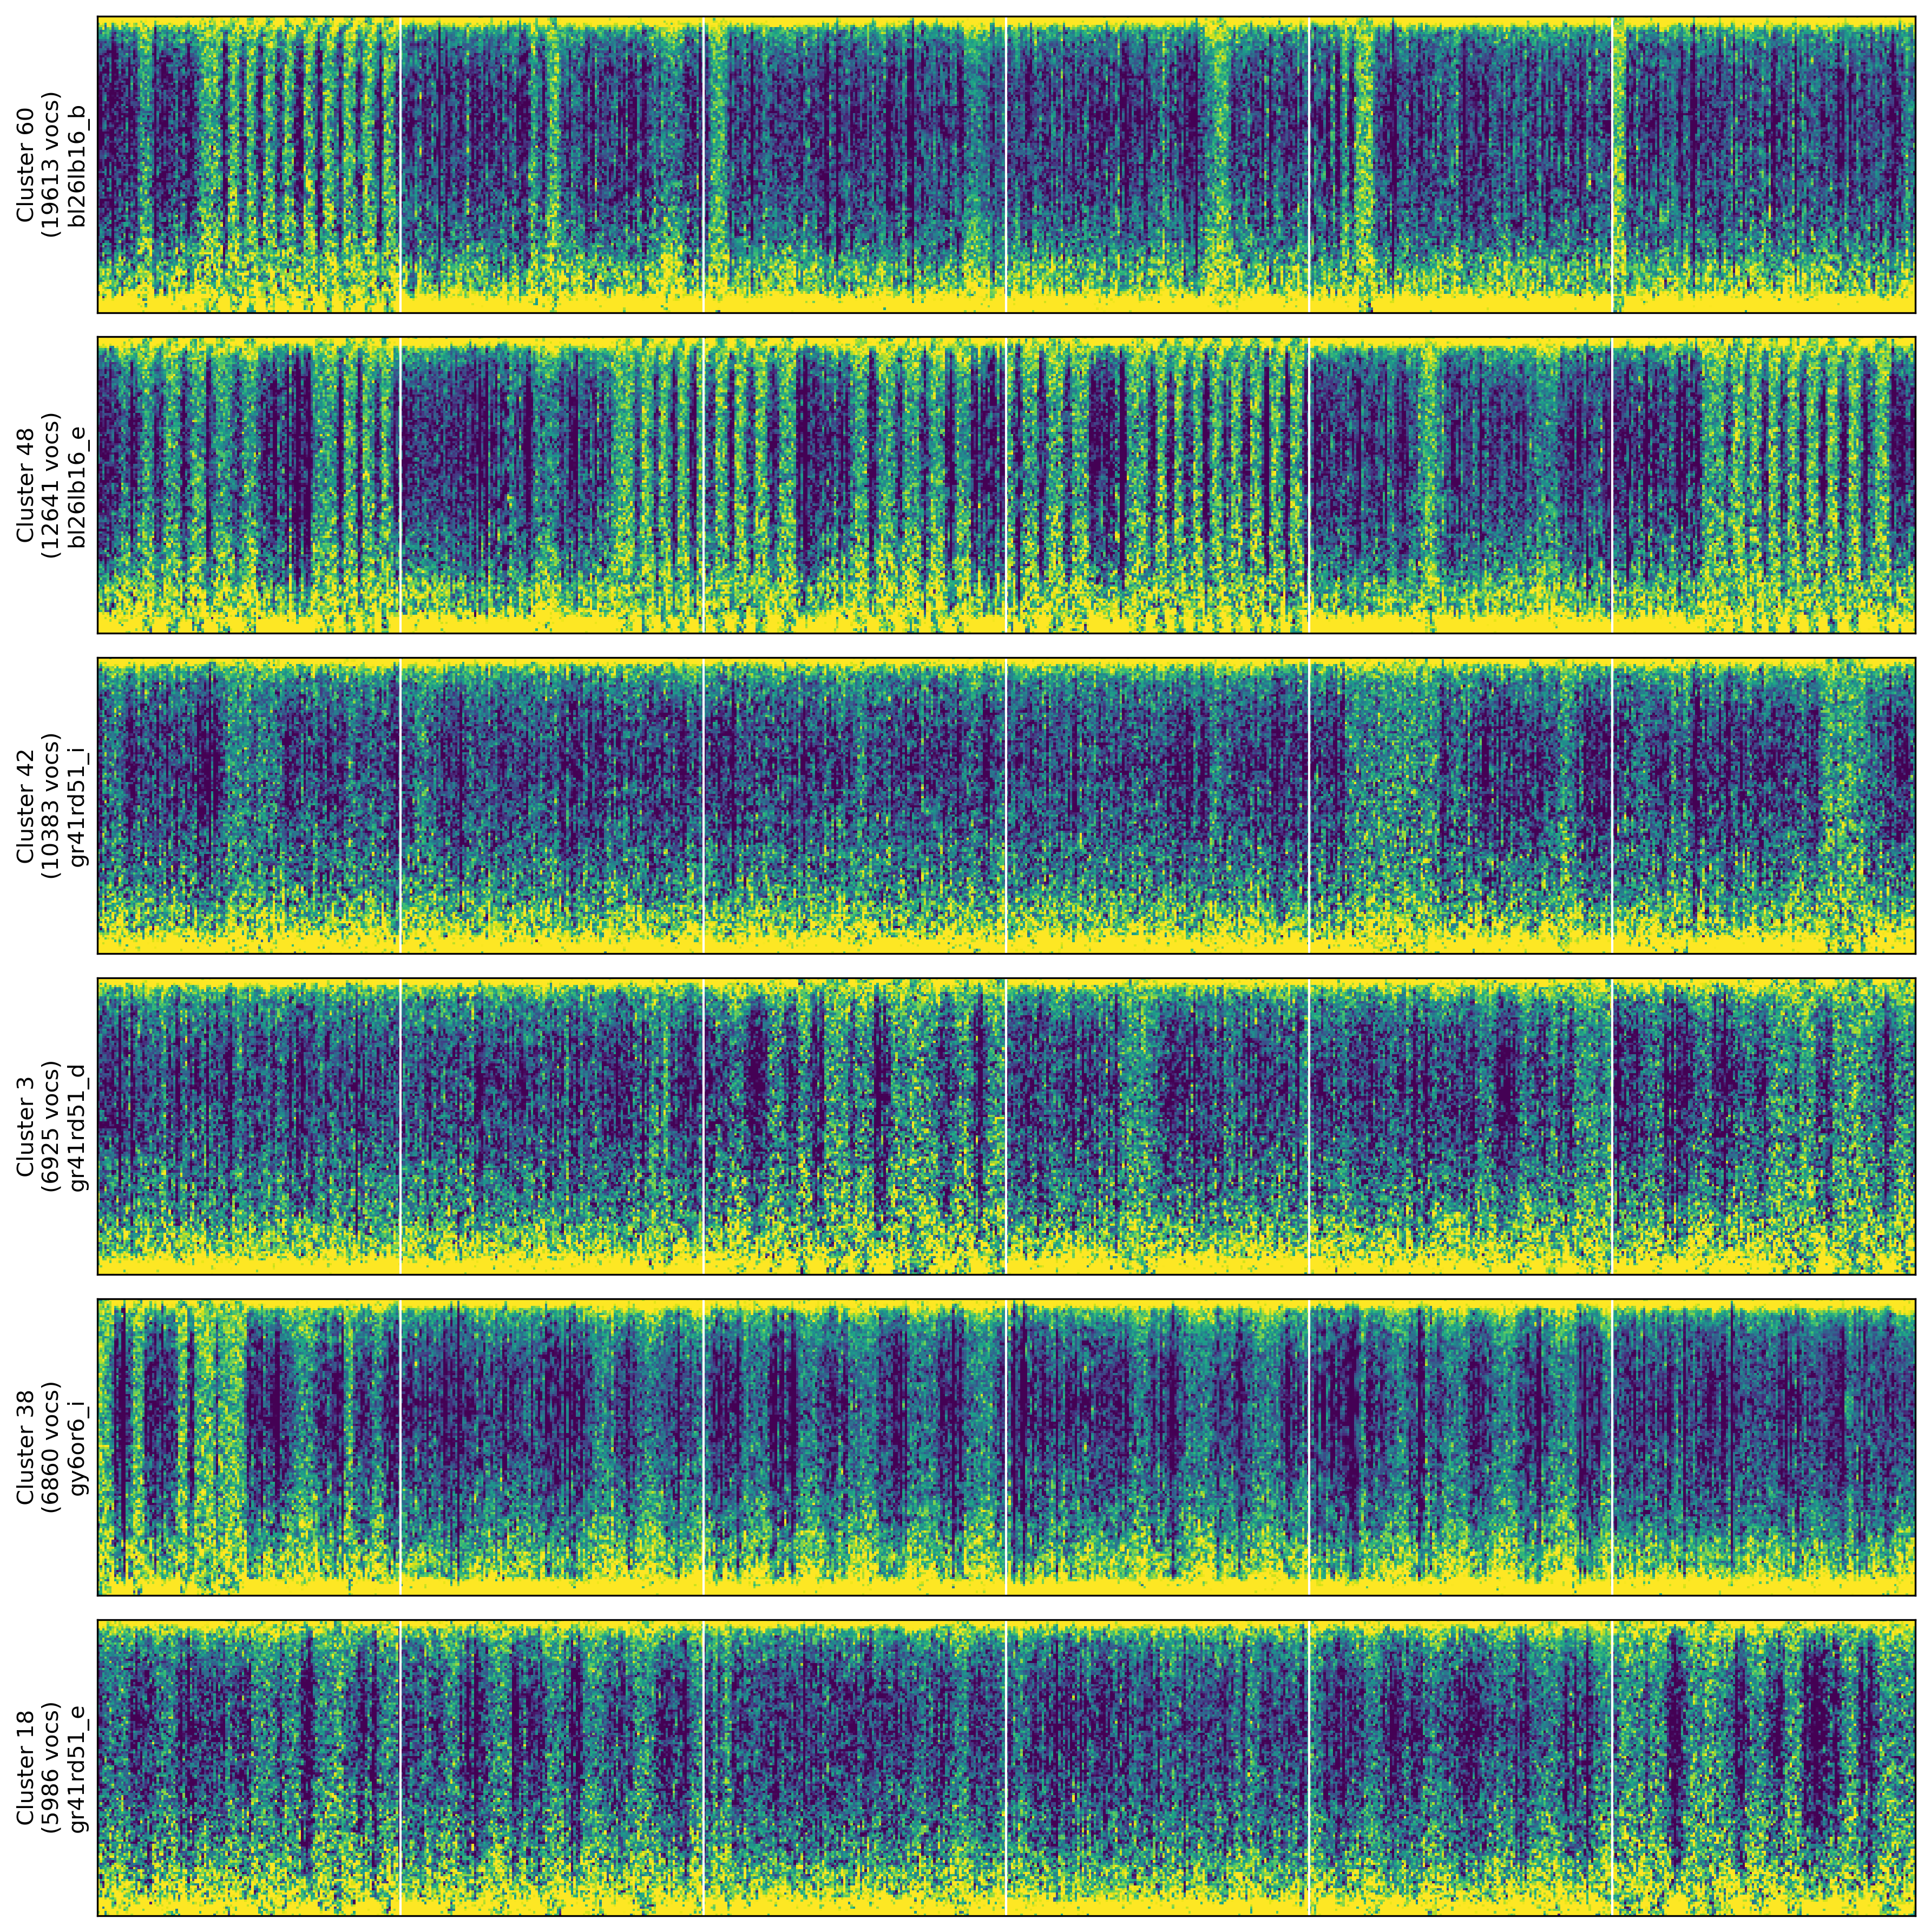 Cluster 60
(19613 vocs)
bl26lb16_b
Cluster 48
(12641 vocs)
bl26lb16_e
Cluster 42
(10383 vocs)
gr41rd51_i
Cluster 3
(6925 vocs)
gr41rd51_d
Cluster 38
(6860 vocs)
gy6or6_i
Cluster 18
(5986 vocs)
gr41rd51_e